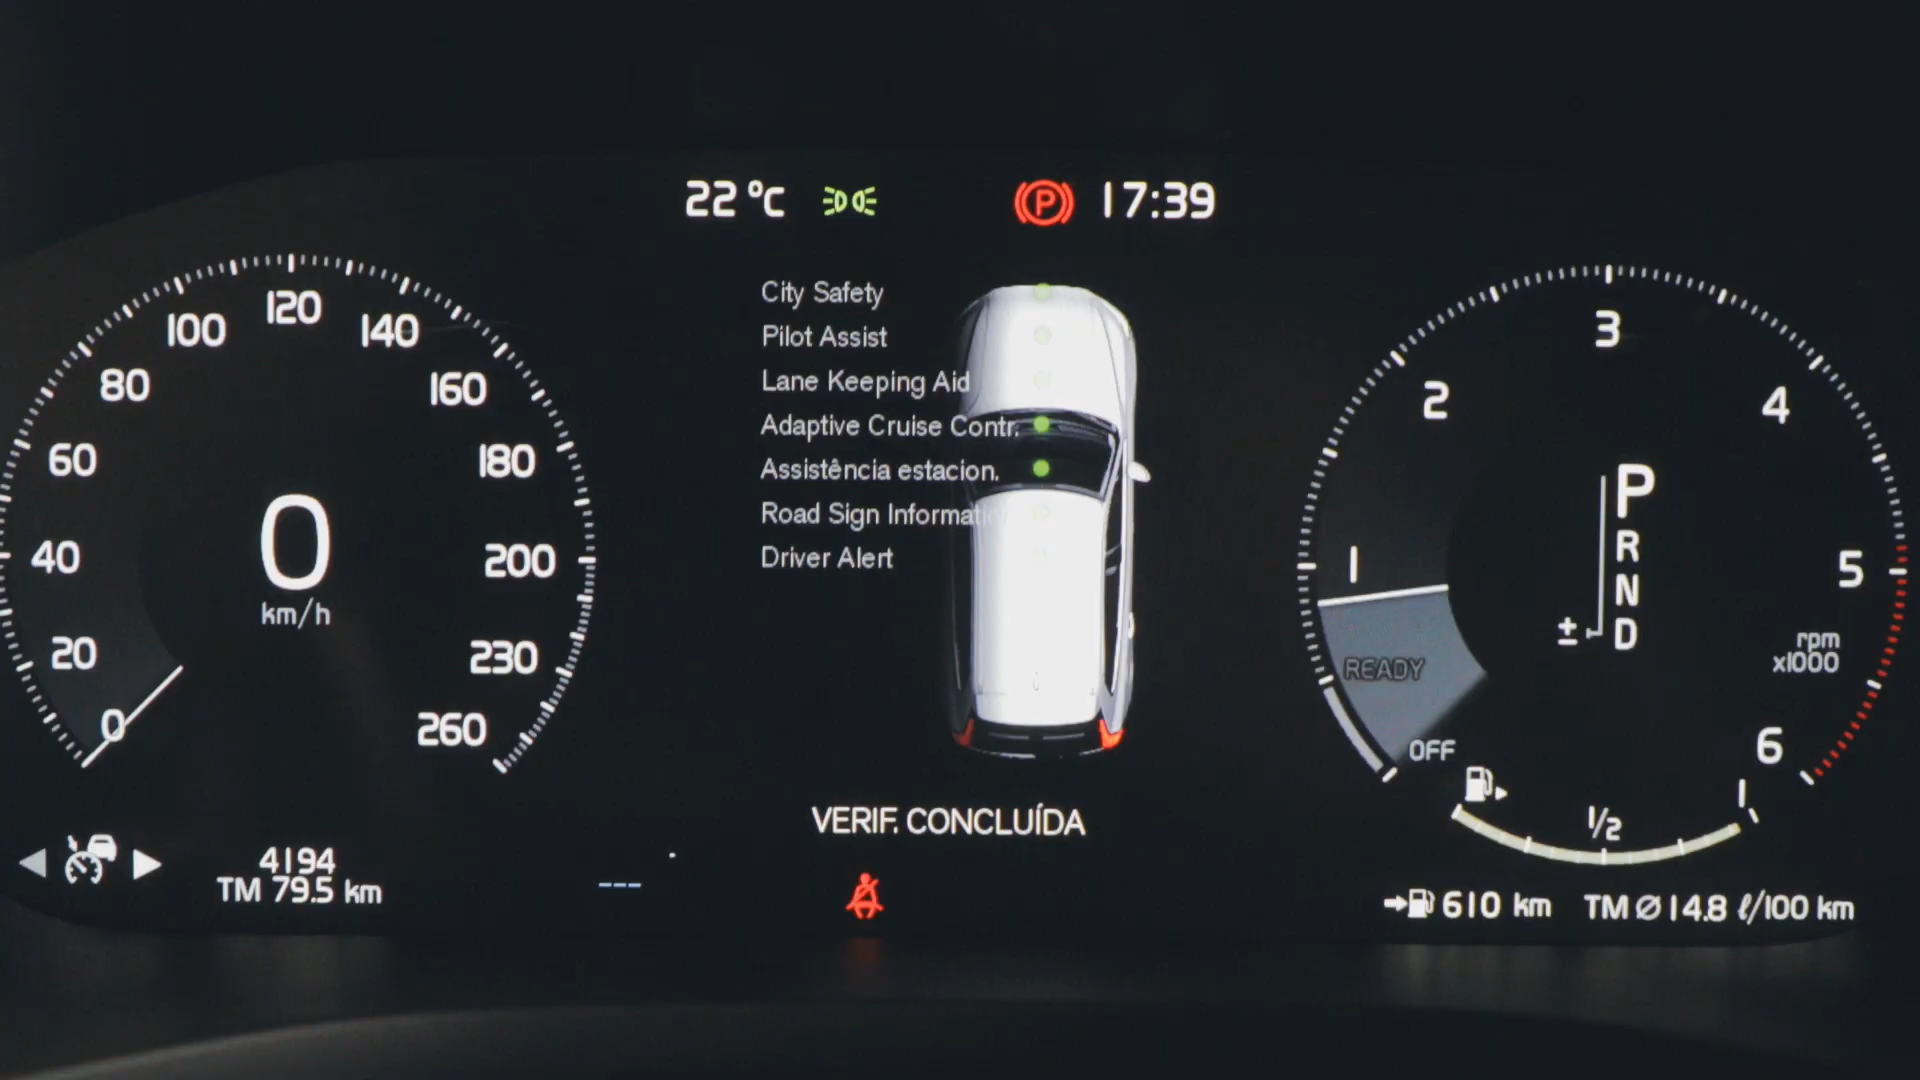 22 °C
17:39
City Safety
Pilot Assist
Lane Keeping Aid
Adaptive Cruise Contr.
Assistência estacion.
Road Sign Informatio
Driver Alert
VERIF. CONCLUÍDA
0
20
40
60
80
100
120
140
160
180
200
230
260
0
km/h
4194
TM 79.5 km
---
OFF
READY
1
2
3
4
5
6
rpm
x1000
P
R
N
D
±
1/2
1
610 km
TM Ø 14.8 ℓ/100 km